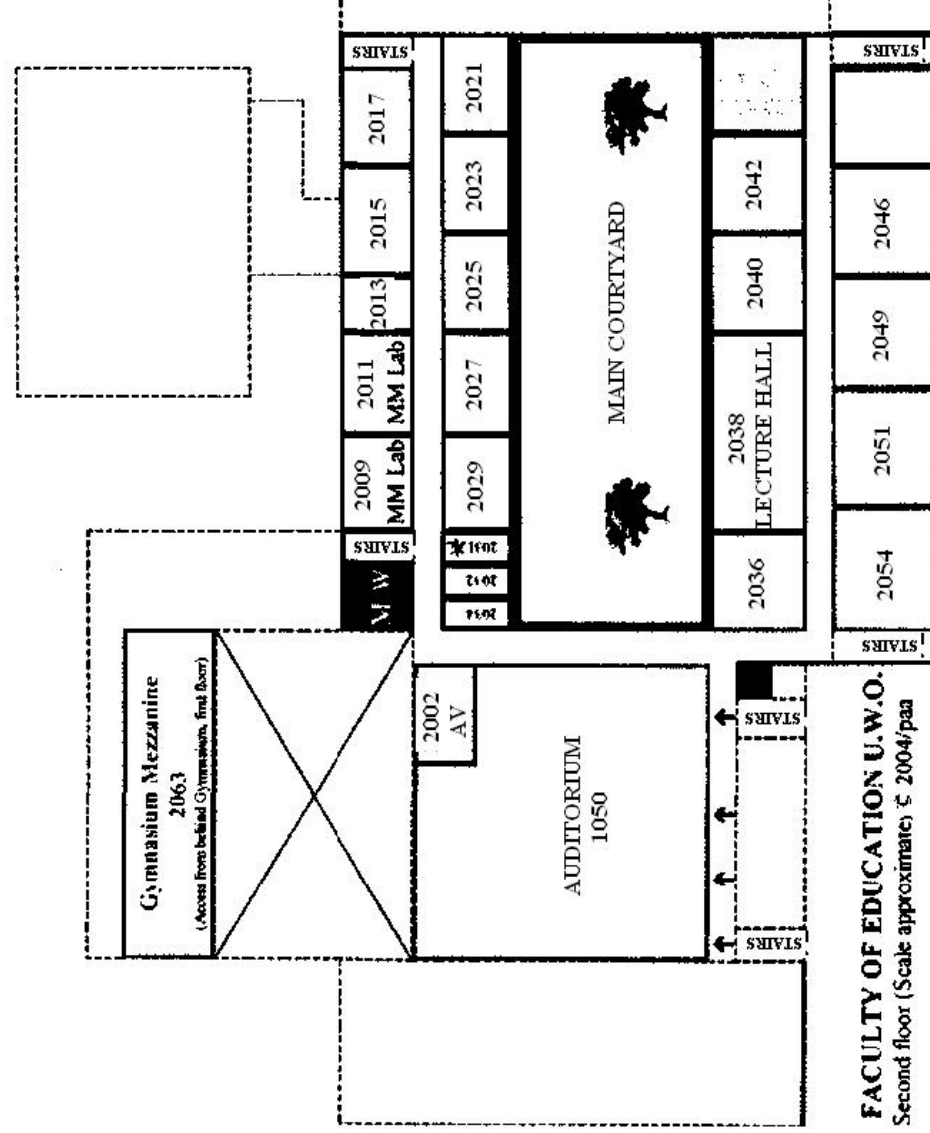 Gymnasium Mezzanine
2063
(Access from behind Gymnasium, first floor)
M W
STAIRS
2009
MM Lab
2011
MM Lab
2013
2015
2017
STAIRS
2002
AV
AUDITORIUM
1050
2034
2032
2031
2029
2027
2025
2023
2021
MAIN COURTYARD
STAIRS
STAIRS
2036
2038
LECTURE HALL
2040
2042
STAIRS
2054
2051
2049
2046
STAIRS
FACULTY OF EDUCATION U.W.O.
Second floor (Scale approximate) © 2004/paa